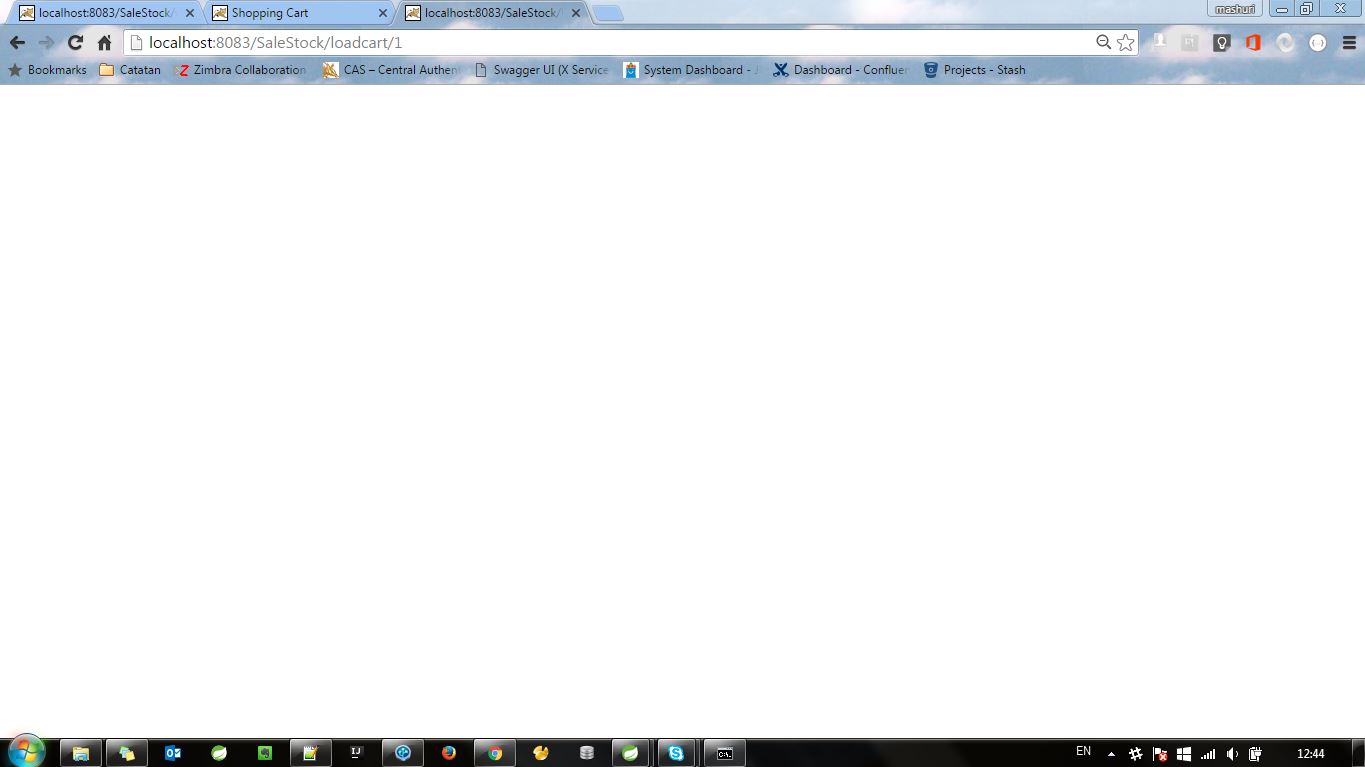 localhost:8083/SaleStock/ Shopping Cart localhost:8083/SaleStock/ mashuri
localhost:8083/SaleStock/loadcart/1
Bookmarks Catatan Zimbra Collaboration CAS – Central Authen Swagger UI (X Service System Dashboard - J Dashboard - Confluen Projects - Stash
EN 12:44